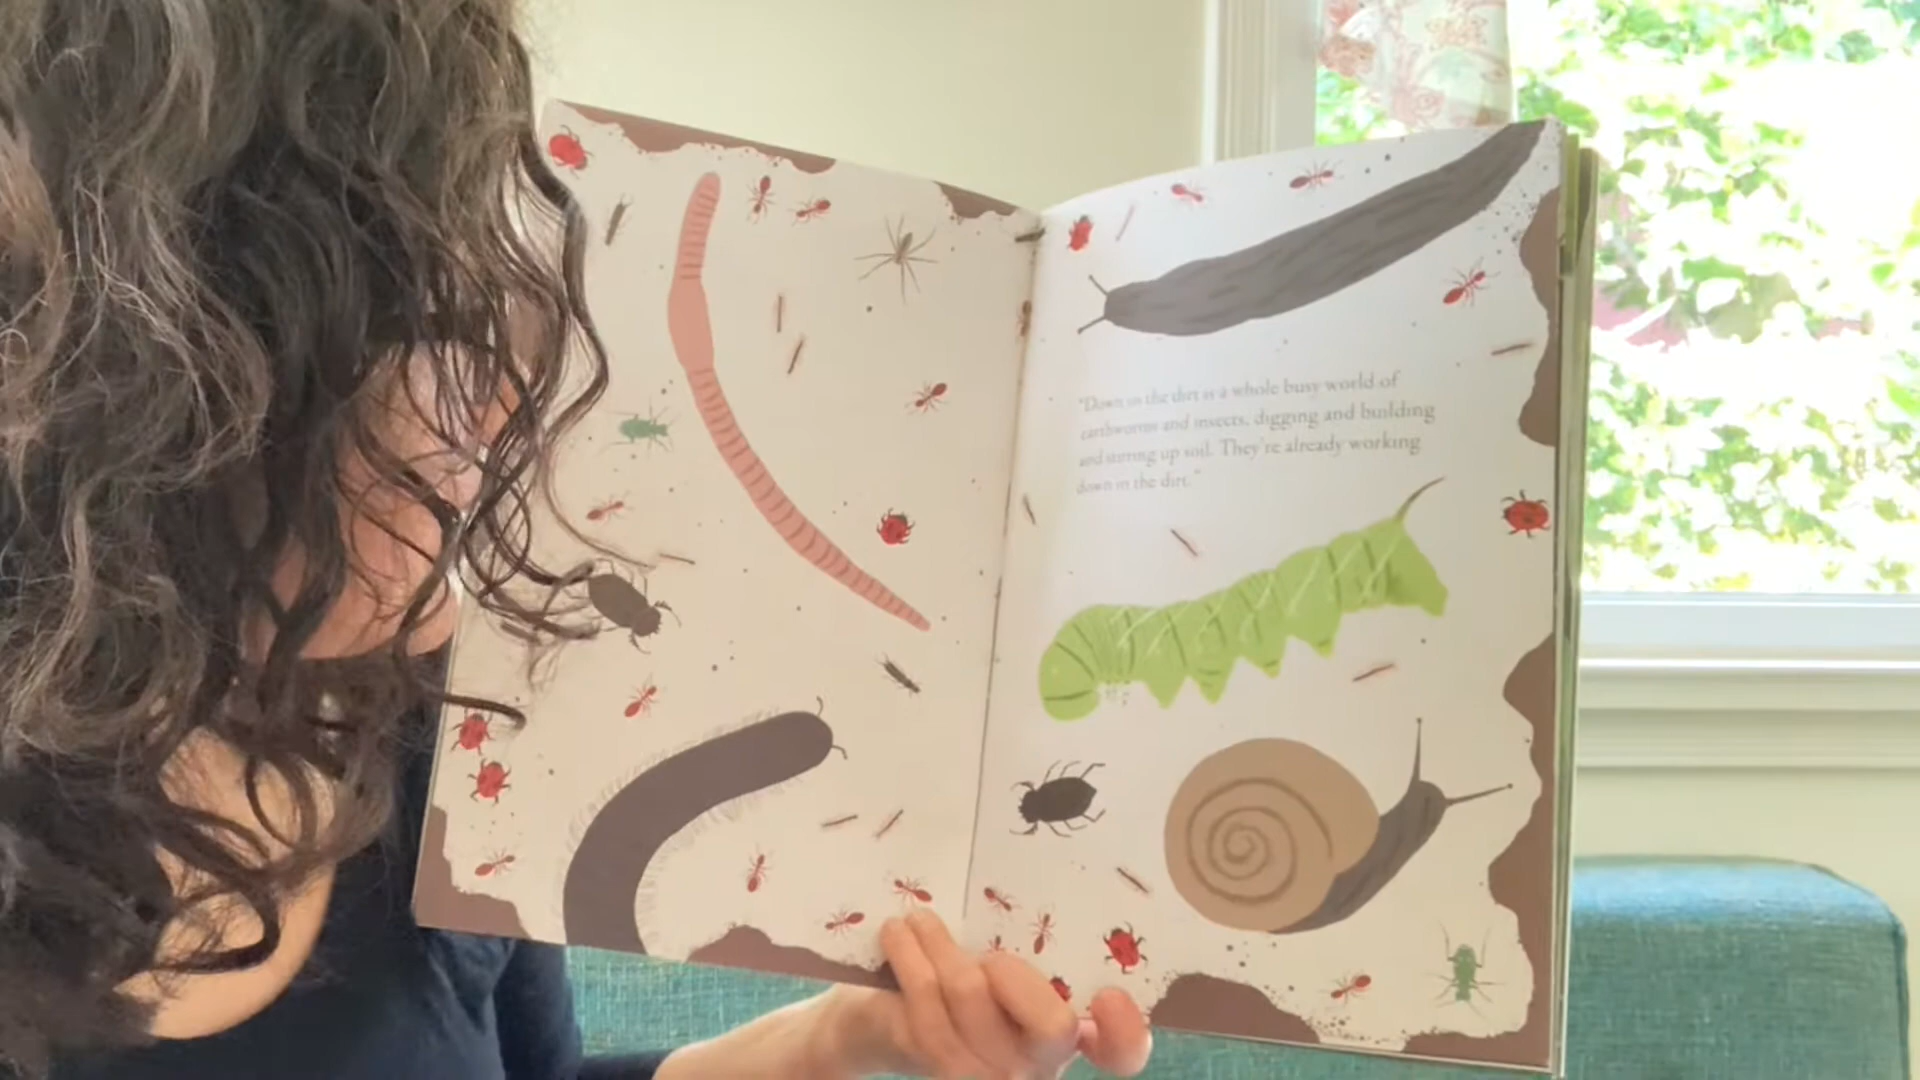 "Down in the dirt is a whole busy world of
earthworms and insects, digging and building
and stirring up soil. They're already working
down in the dirt."